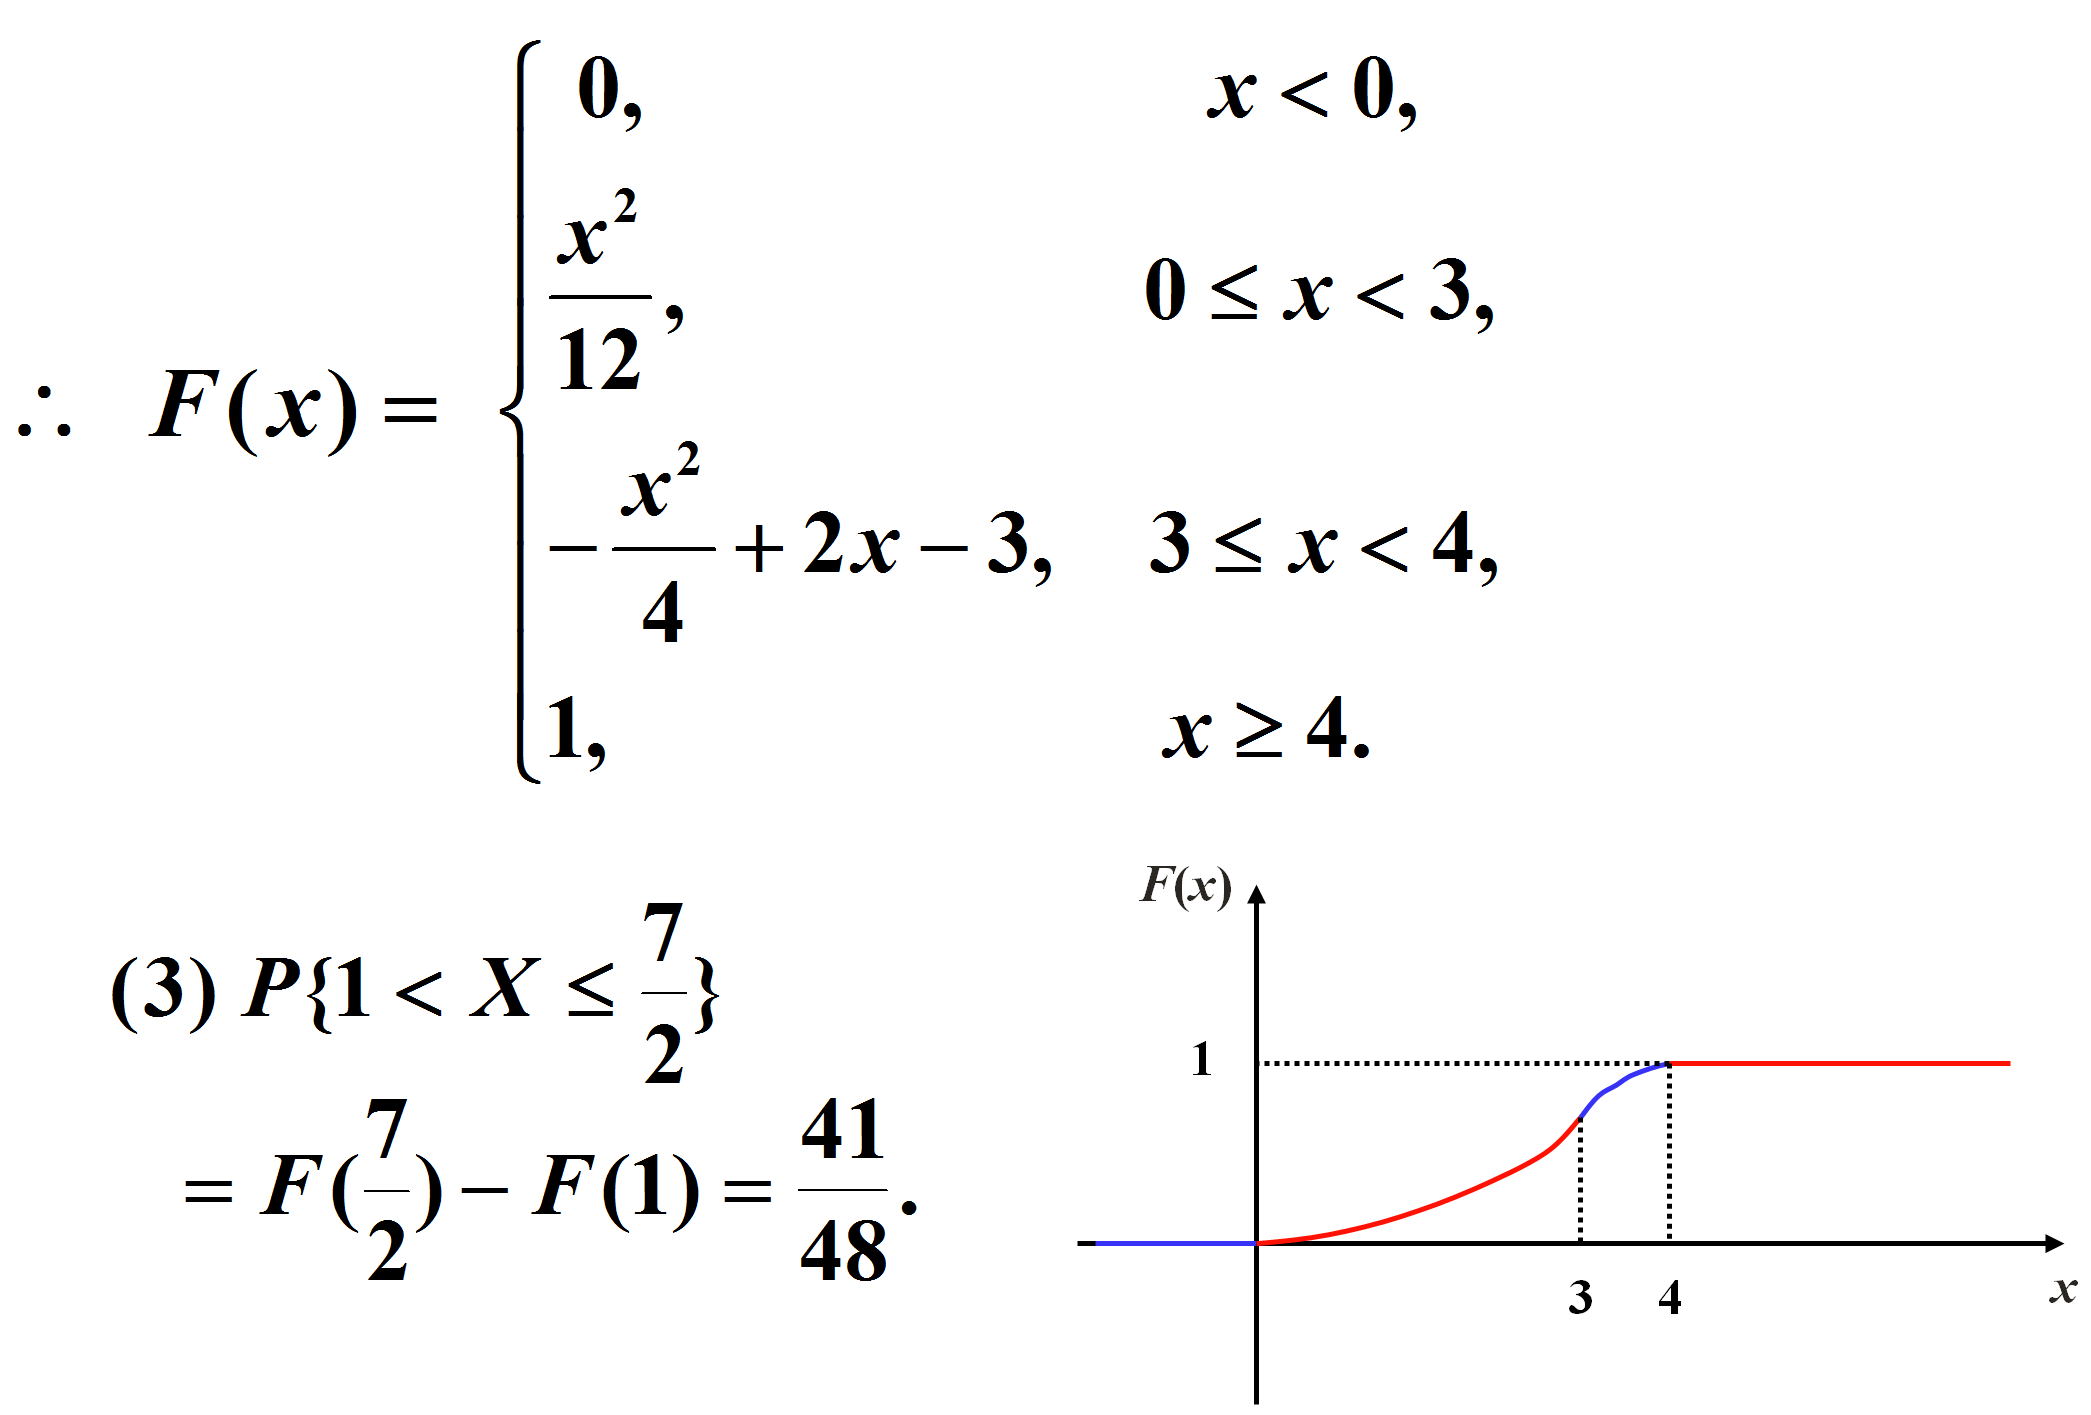 ∴ F(x) = { 0, x < 0,
x²/12, 0 ≤ x < 3,
−x²/4 + 2x − 3, 3 ≤ x < 4,
1, x ≥ 4.
(3) P{1 < X ≤ 7/2}
= F(7/2) − F(1) = 41/48.
F(x)
1
3 4
x